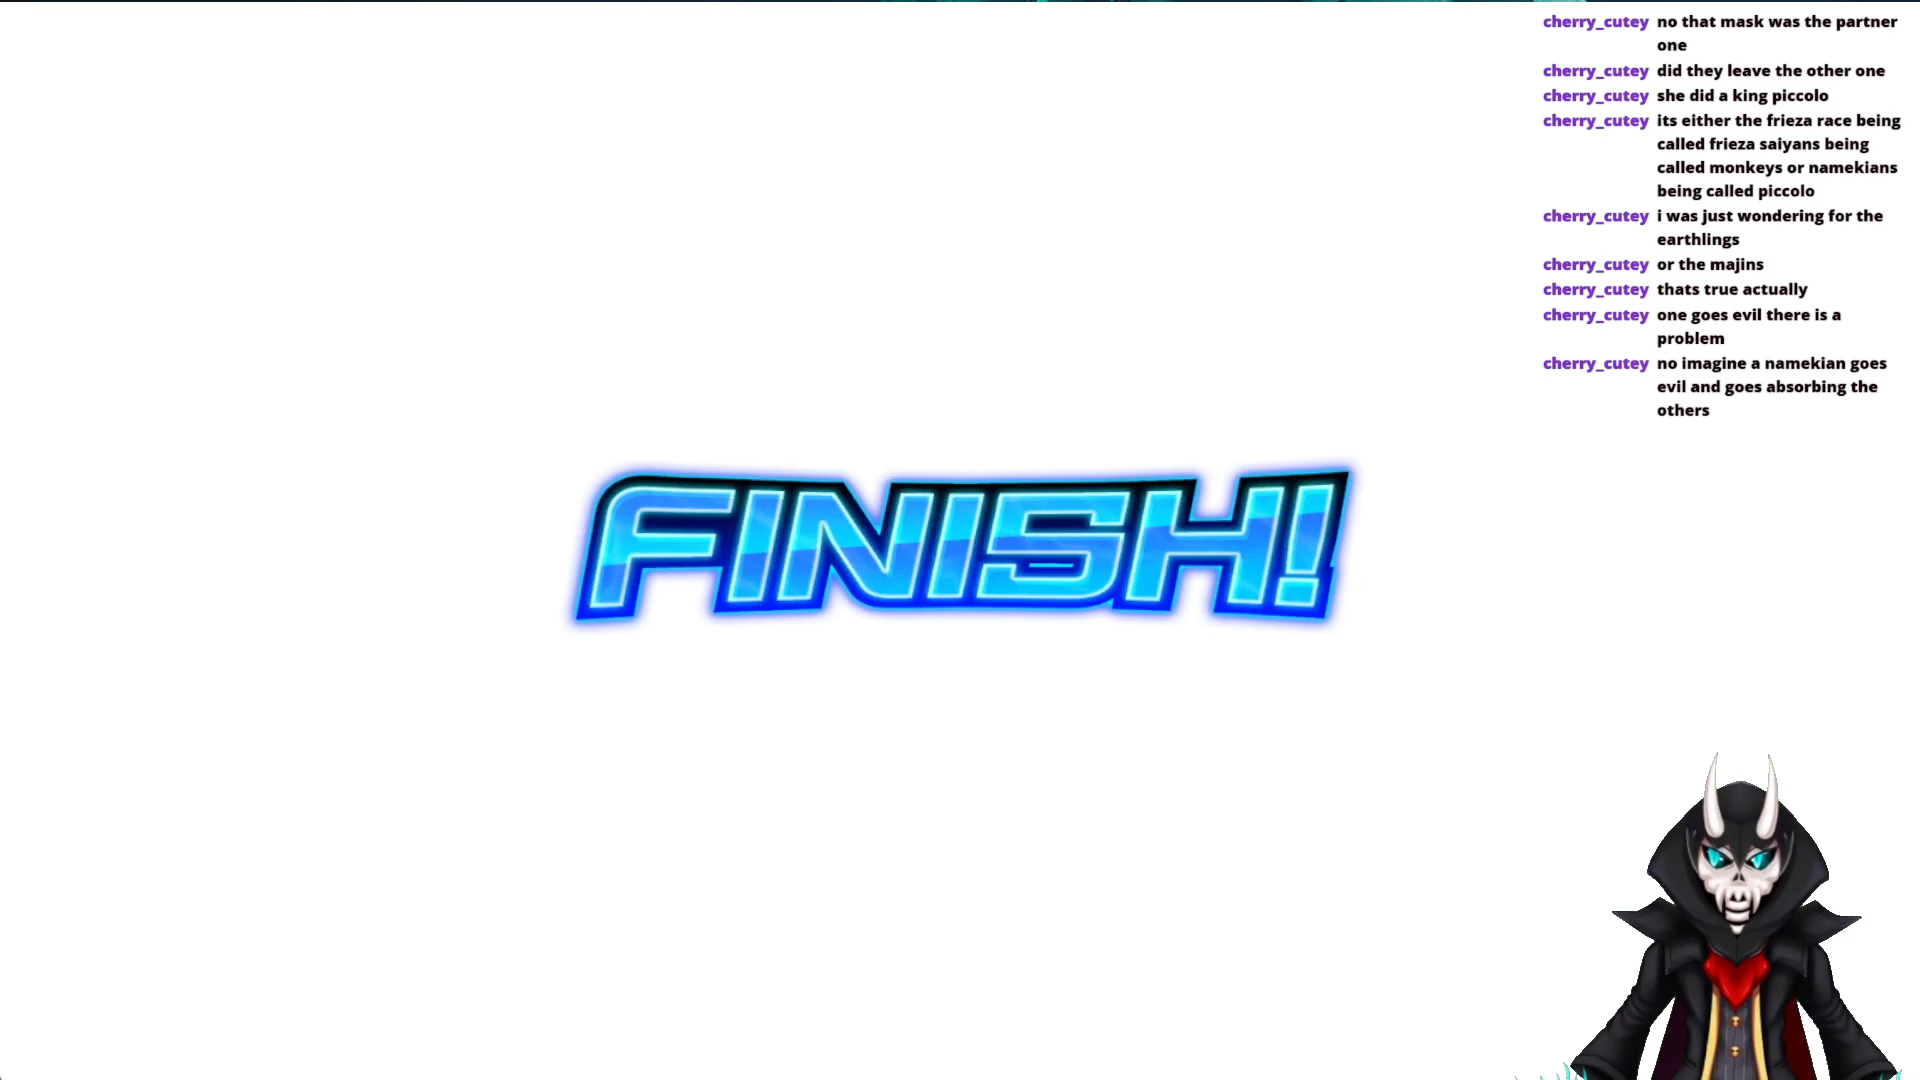 cherry_cutey no that mask was the partner
one
cherry_cutey did they leave the other one
cherry_cutey she did a king piccolo
cherry_cutey its either the frieza race being
called frieza saiyans being
called monkeys or namekians
being called piccolo
cherry_cutey i was just wondering for the
earthlings
cherry_cutey or the majins
cherry_cutey thats true actually
cherry_cutey one goes evil there is a
problem
cherry_cutey no imagine a namekian goes
evil and goes absorbing the
others
FINISH!